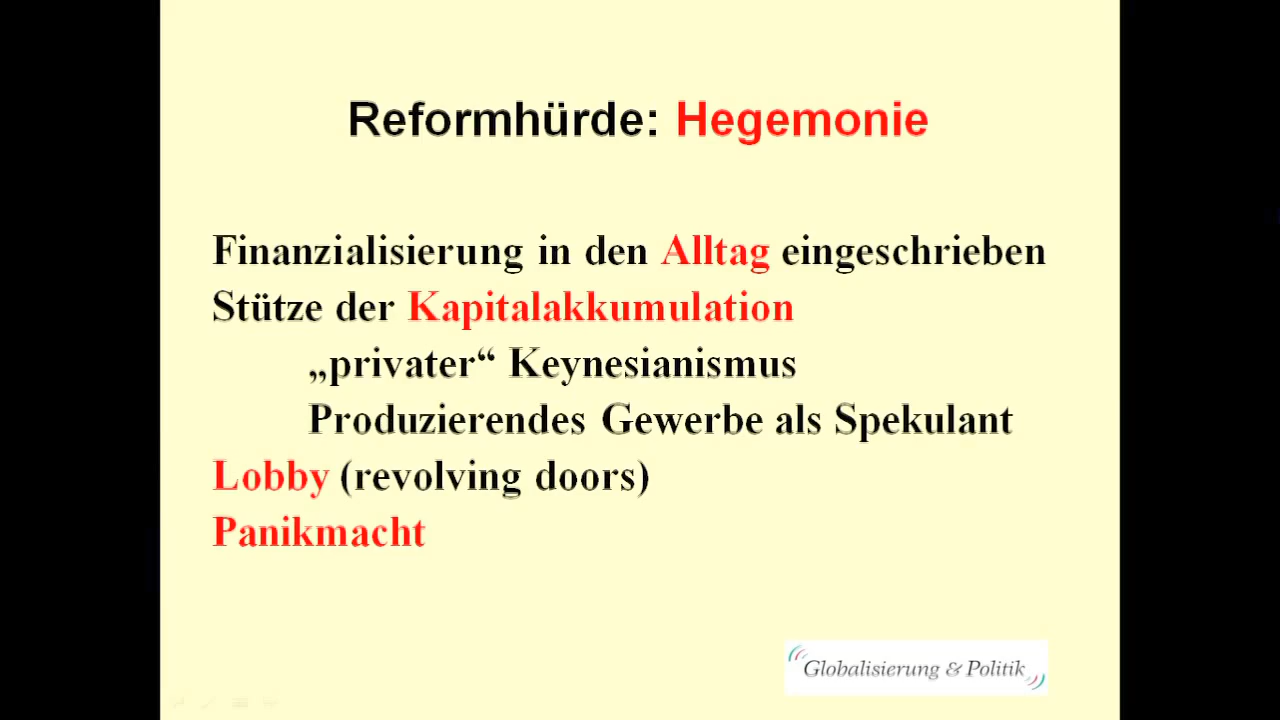 Reformhürde: Hegemonie
Finanzialisierung in den Alltag eingeschrieben
Stütze der Kapitalakkumulation
„privater“ Keynesianismus
Produzierendes Gewerbe als Spekulant
Lobby (revolving doors)
Panikmacht
Globalisierung & Politik